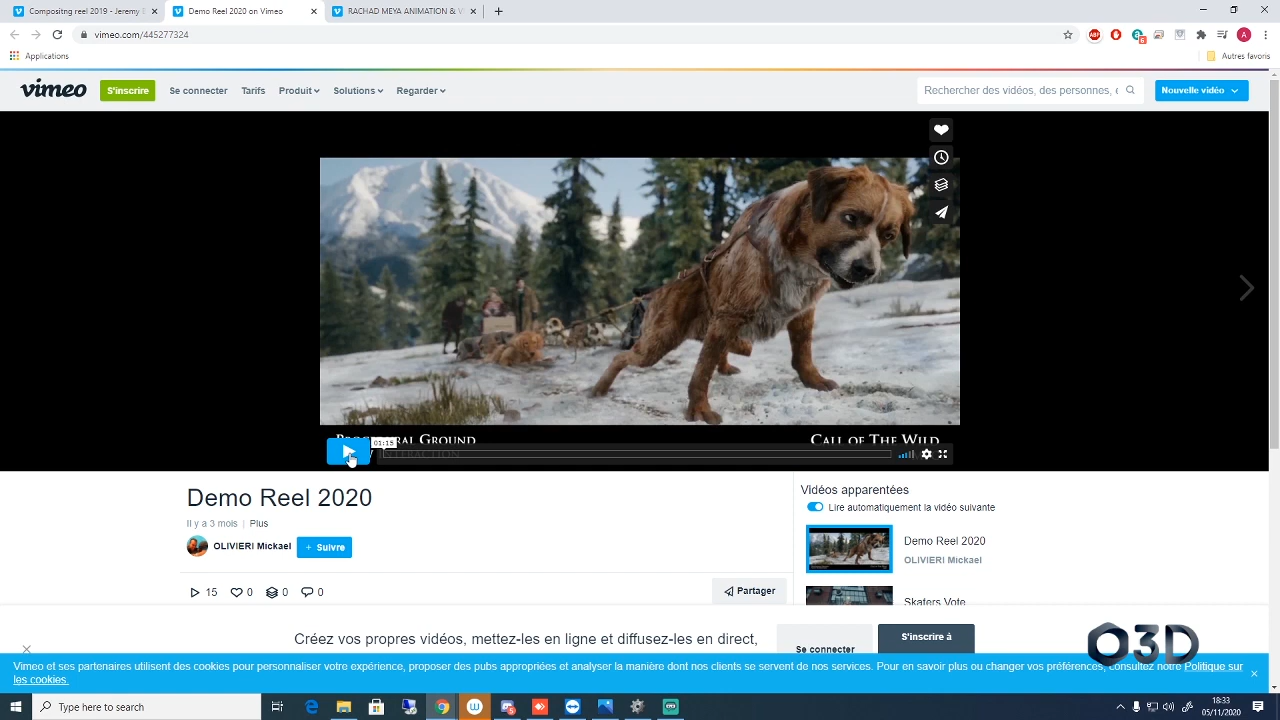 Compositng reel 2019 - Jeremy
Demo Reel 2020 on Vimeo
RACHAD MEYA ANIMATION & V
vimeo.com/445277324
ABP
A
Applications
Autres favoris
vimeo
S'inscrire
Se connecter
Tarifs
Produit
Solutions
Regarder
Rechercher des vidéos, des personnes,
Nouvelle vidéo
Ground
Call of The Wild
01:15
Demo Reel 2020
Il y a 3 mois | Plus
OLIVIERI Mickael
+ Suivre
15
0
0
0
Partager
Vidéos apparentées
Lire automatiquement la vidéo suivante
Demo Reel 2020
OLIVIERI Mickael
Skaters Vote
Créez vos propres vidéos, mettez-les en ligne et diffusez-les en direct,
Se connecter
S'inscrire à
O3D
Vimeo et ses partenaires utilisent des cookies pour personnaliser votre expérience, proposer des pubs appropriées et analyser la manière dont nos clients se servent de nos services. Pour en savoir plus ou changer vos préférences, consultez notre Politique sur
les cookies.
Type here to search
18:33
05/11/2020